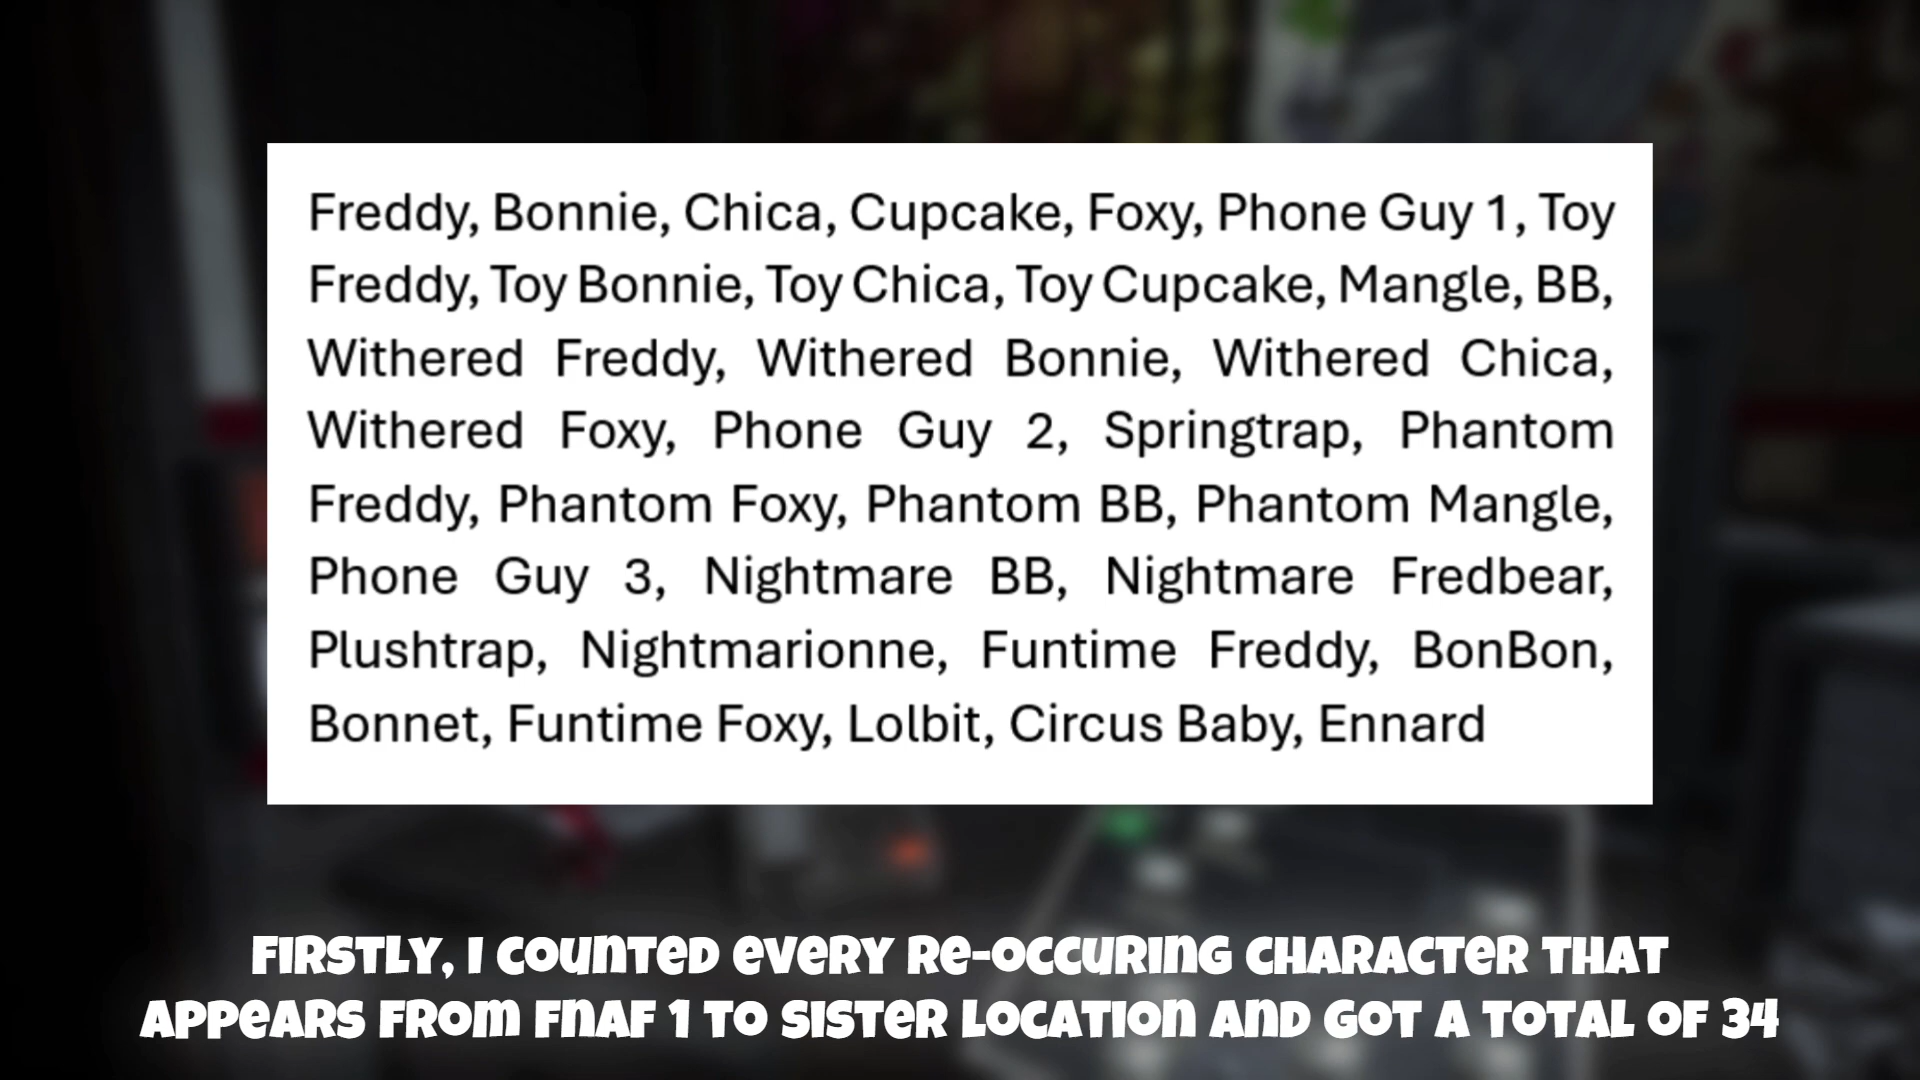 Freddy, Bonnie, Chica, Cupcake, Foxy, Phone Guy 1, Toy
Freddy, Toy Bonnie, Toy Chica, Toy Cupcake, Mangle, BB,
Withered Freddy, Withered Bonnie, Withered Chica,
Withered Foxy, Phone Guy 2, Springtrap, Phantom
Freddy, Phantom Foxy, Phantom BB, Phantom Mangle,
Phone Guy 3, Nightmare BB, Nightmare Fredbear,
Plushtrap, Nightmarionne, Funtime Freddy, BonBon,
Bonnet, Funtime Foxy, Lolbit, Circus Baby, Ennard
FIRSTLY, I COUNTED EVERY RE-OCCURING CHARACTER THAT
APPEARS FROM FNAF 1 TO SISTER LOCATION AND GOT A TOTAL OF 34